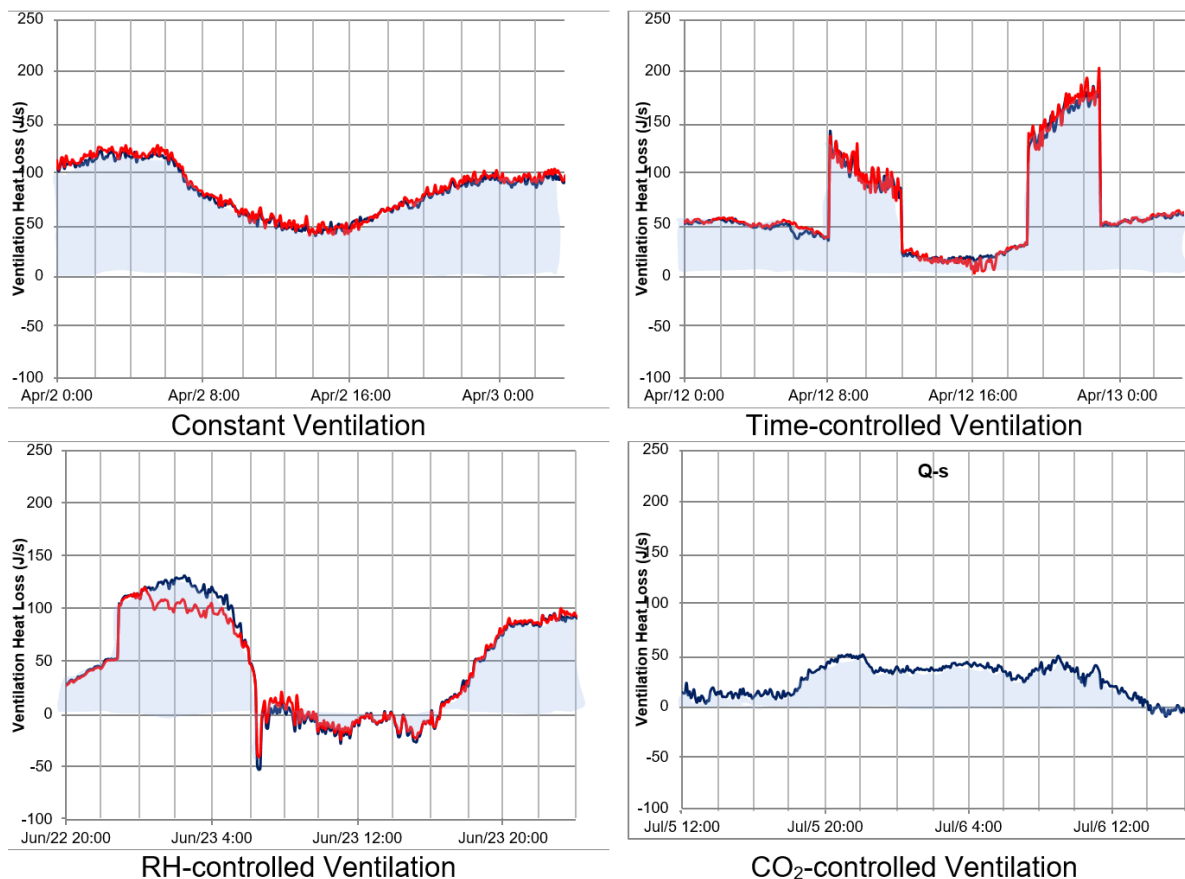 Ventilation Heat Loss (J/s)
250
200
150
100
50
0
-50
-100
Apr/2 0:00 Apr/2 8:00 Apr/2 16:00 Apr/3 0:00
Constant Ventilation
Ventilation Heat Loss (J/s)
250
200
150
100
50
0
-50
-100
Apr/12 0:00 Apr/12 8:00 Apr/12 16:00 Apr/13 0:00
Time-controlled Ventilation
Ventilation Heat Loss (J/s)
250
200
150
100
50
0
-50
-100
Jun/22 20:00 Jun/23 4:00 Jun/23 12:00 Jun/23 20:00
RH-controlled Ventilation
Q-s
Ventilation Heat Loss (J/s)
250
200
150
100
50
0
-50
-100
Jul/5 12:00 Jul/5 20:00 Jul/6 4:00 Jul/6 12:00
CO₂-controlled Ventilation